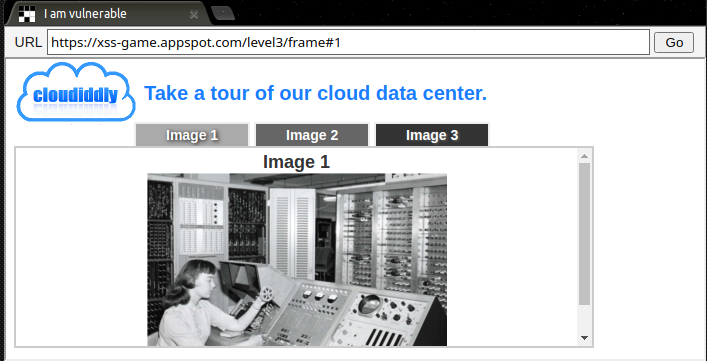 I am vulnerable
URL https://xss-game.appspot.com/level3/frame#1 Go
cloudiddly
Take a tour of our cloud data center.
Image 1 Image 2 Image 3
Image 1